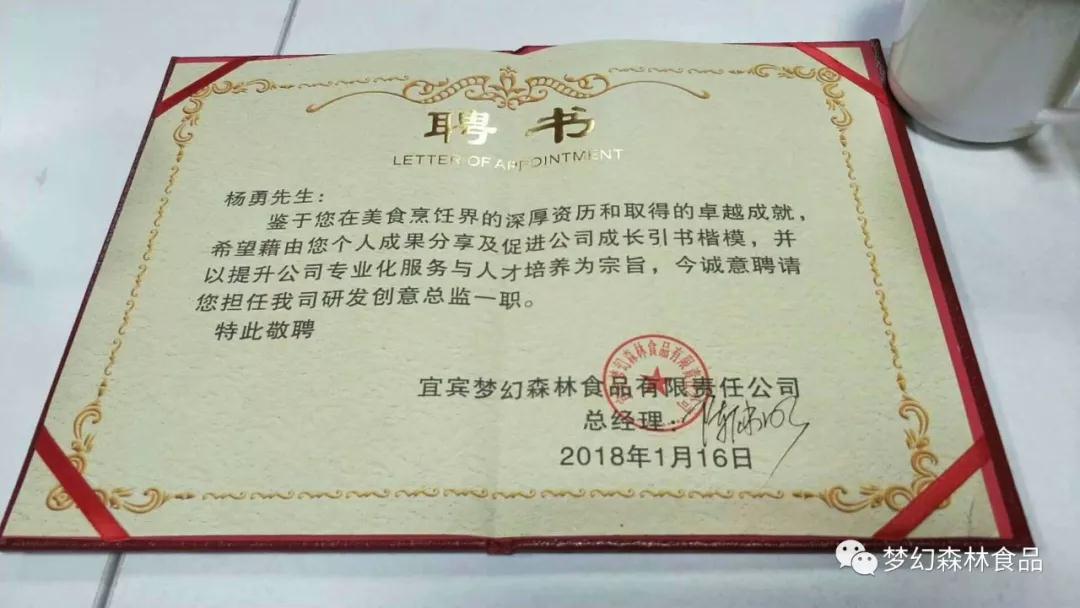 聘书
LETTER OF APPOINTMENT
杨勇先生：
鉴于您在美食烹饪界的深厚资历和取得的卓越成就，
希望藉由您个人成果分享及促进公司成长引书楷模，并
以提升公司专业化服务与人才培养为宗旨，今诚意聘请
您担任我司研发创意总监一职。
特此敬聘
宜宾梦幻森林食品有限责任公司
总经理：
2018年1月16日
梦幻森林食品